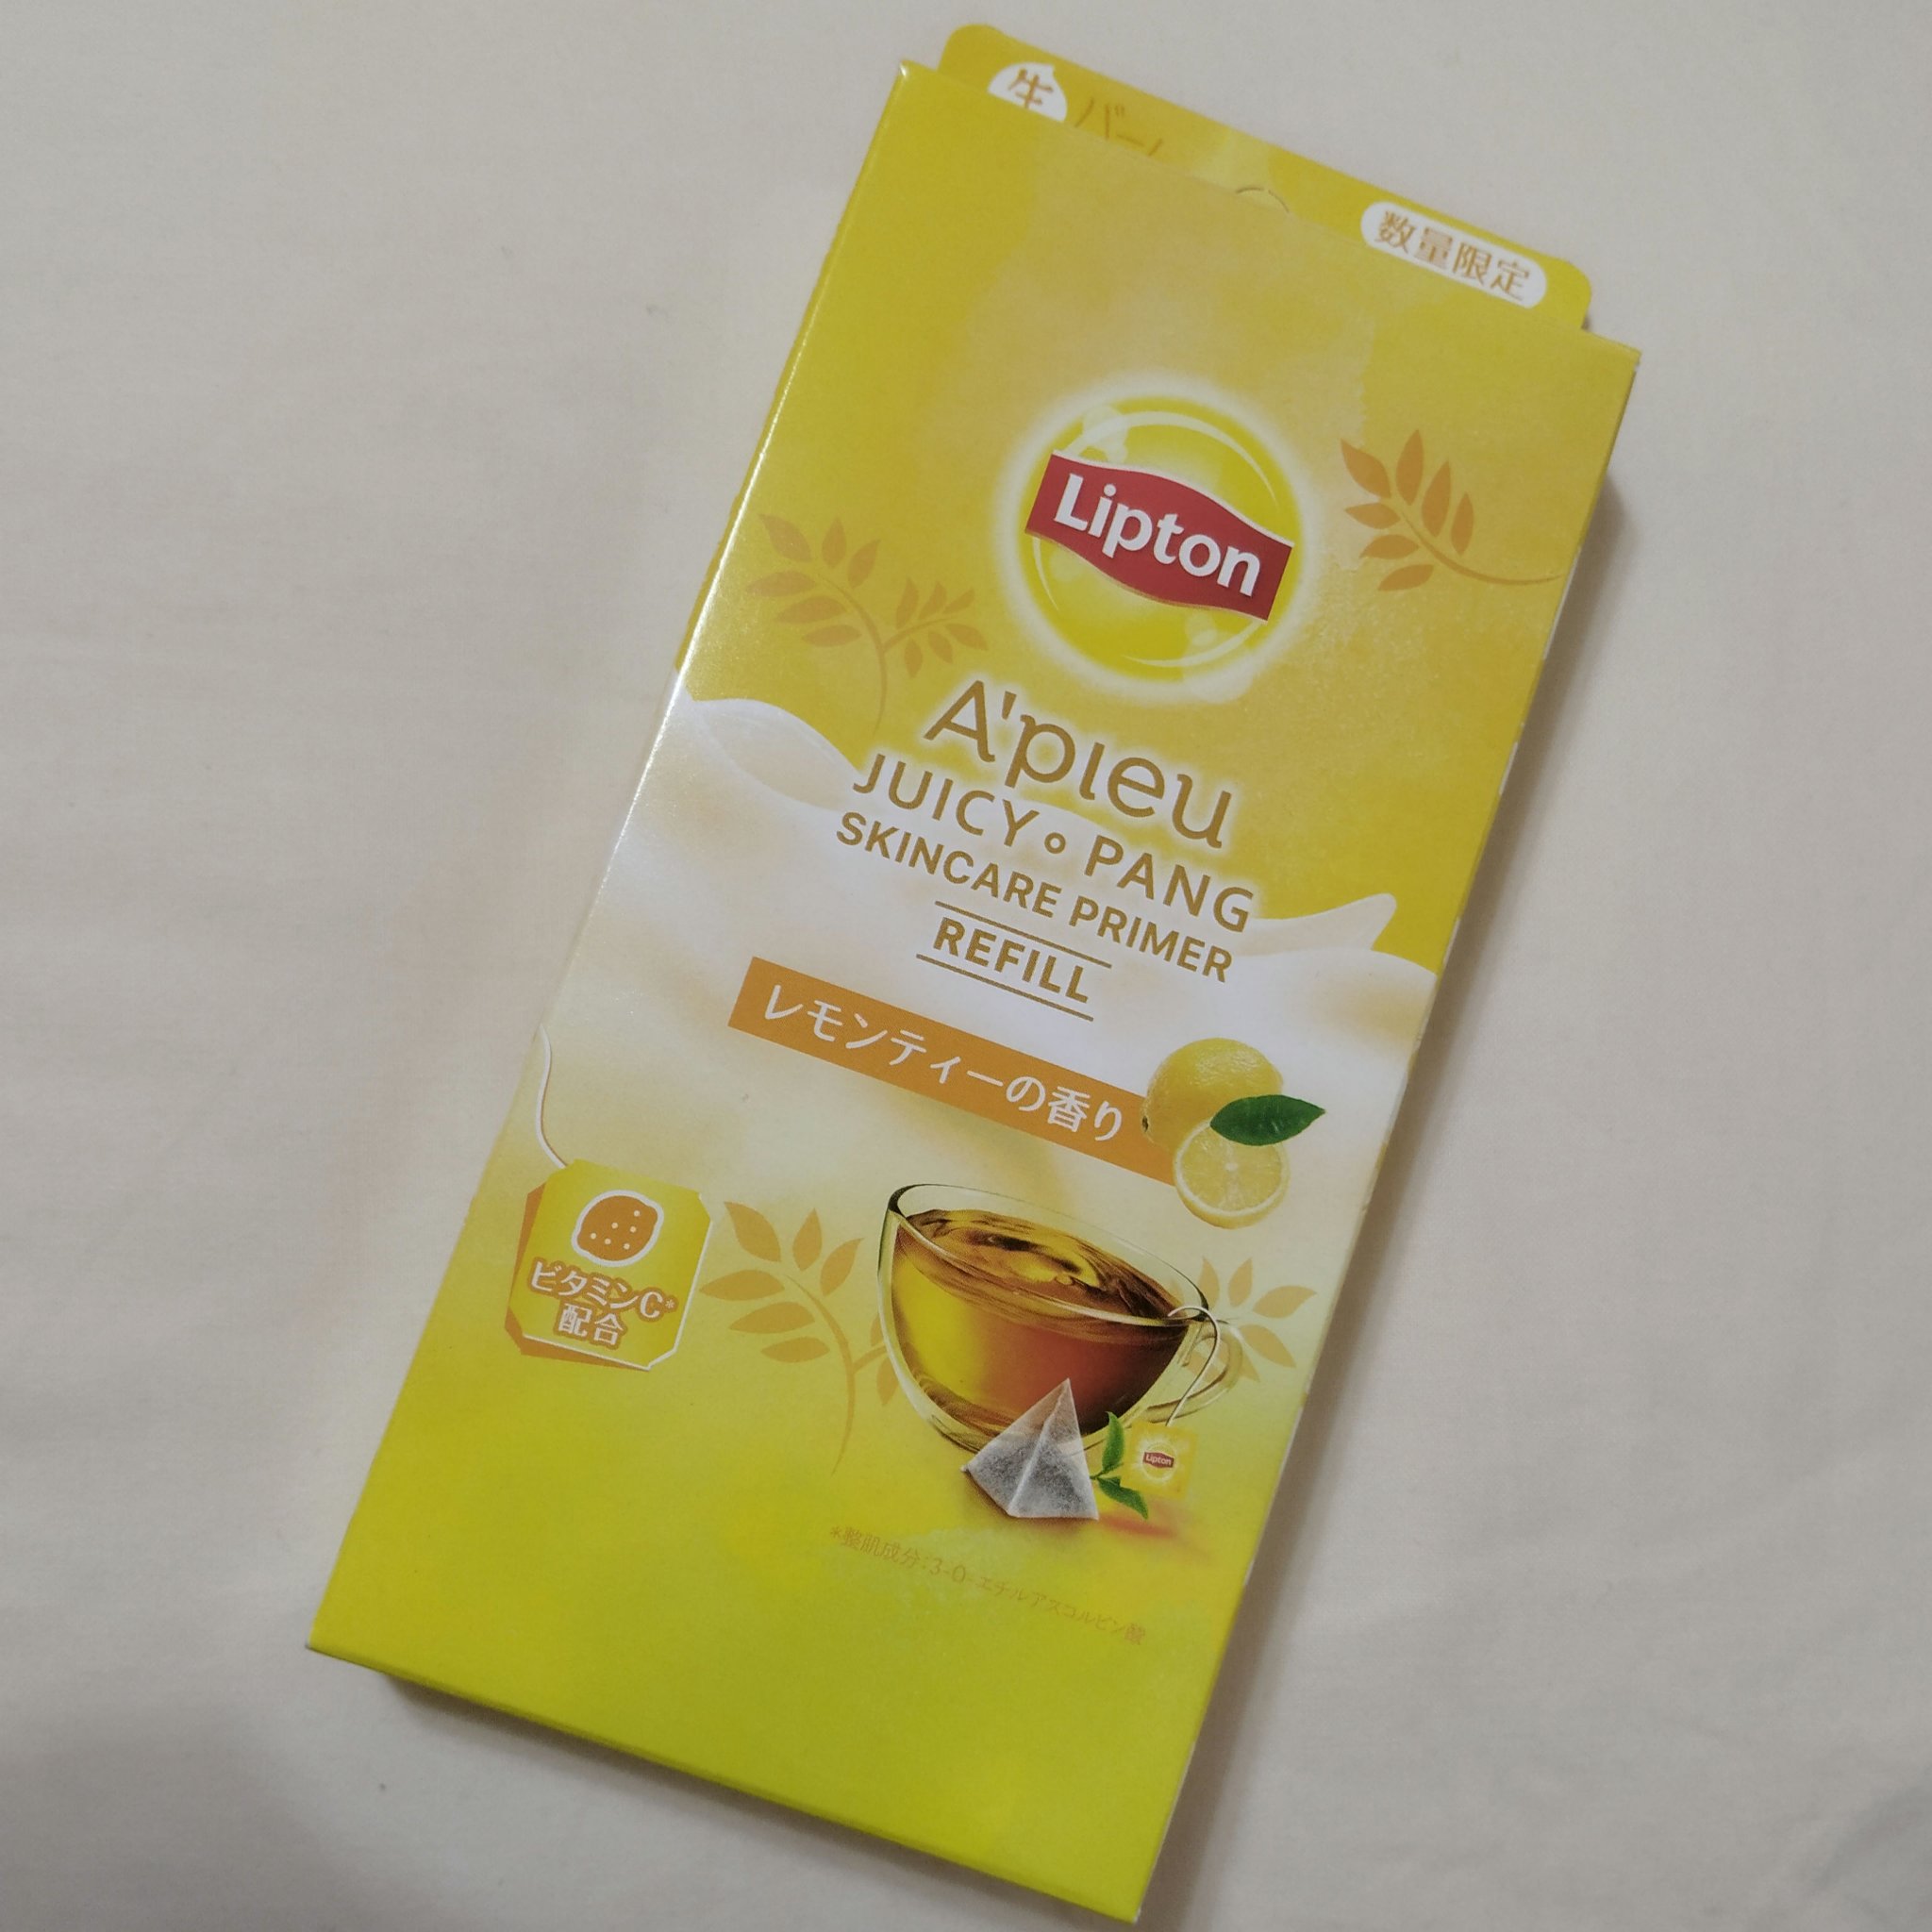 生
数量限定
Lipton
A'pieu
JUICY PANG
SKINCARE PRIMER
REFILL
レモンティーの香り
ビタミンC*
配合
Lipton
*整肌成分:3-O-エチルアスコルビン酸